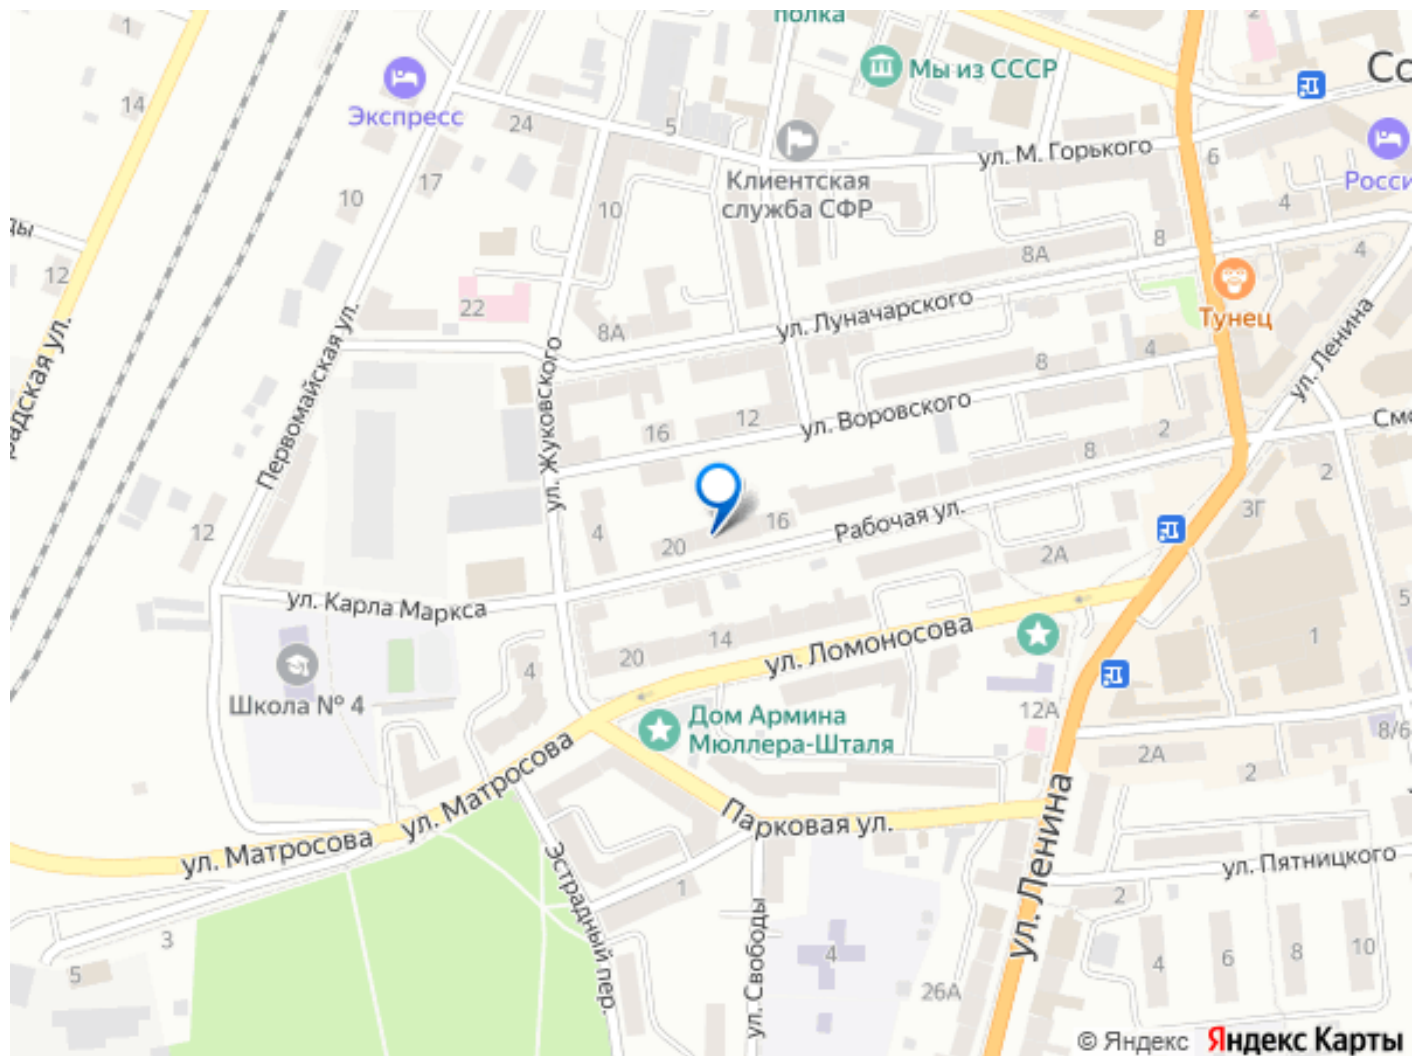 1
полка
2
Со
Мы из СССР
14
Экспресс
24
5
ул. М. Горького
6
Клиентская
служба СФР
Росси
17
10
10
4
ды
8
8А
4
12
22
ул. Луначарского
Тунец
8А
Первомайская ул.
ул. Жуковского
8
4
ул. Ленина
адская ул.
16
12
ул. Воровского
Смо
2
8
2
12
4
20
16
Рабочая ул.
3Г
2А
ул. Карла Маркса
5
14
20
ул. Ломоносова
1
Школа № 4
4
12А
Дом Армина
Мюллера-Шталя
8/6
2А
2
ул. Матросова
ул. Матросова
Парковая ул.
ул. Ленина
ул. Пятницкого
Эстрадный пер.
1
2
3
5
ул. Свободы
4
26А
4
6
8
10
© Яндекс Яндекс Карты